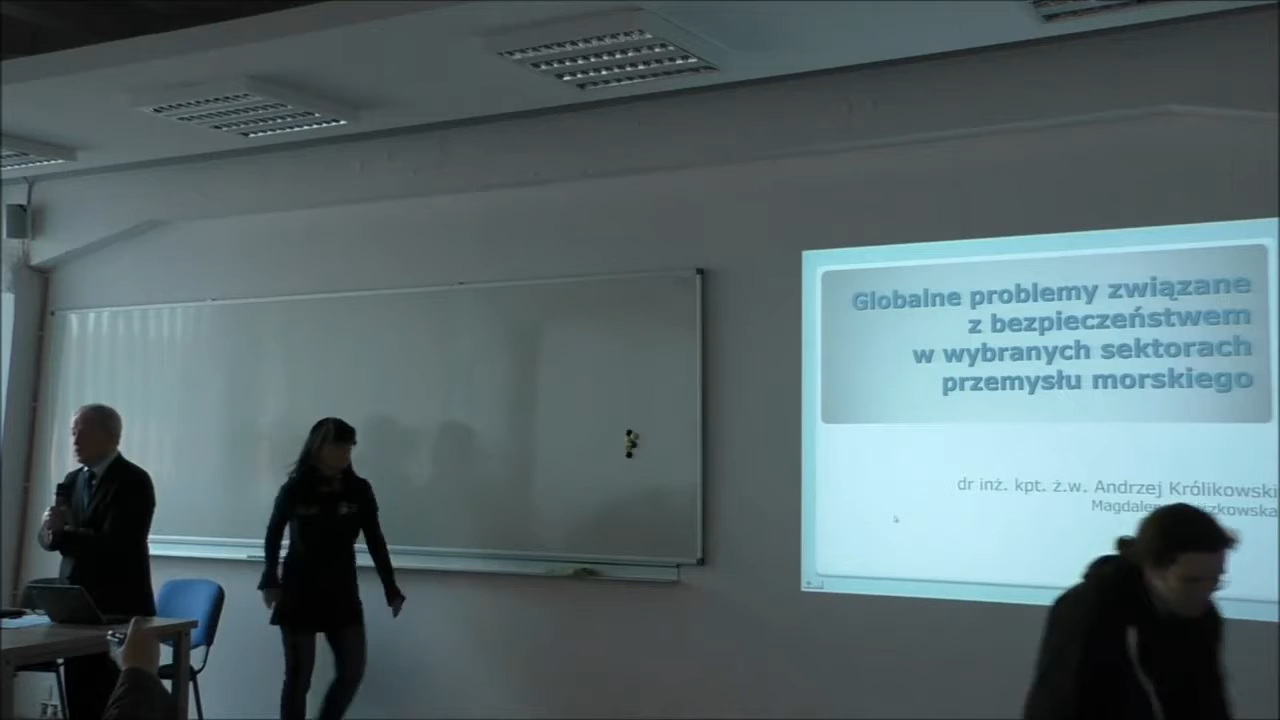 Globalne problemy związane
z bezpieczeństwem
w wybranych sektorach
przemysłu morskiego
dr inż. kpt. ż.w. Andrzej Królikowski